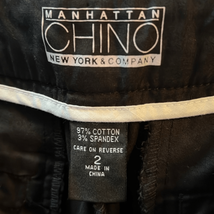 MANHATTAN
CHINO
NEW YORK & COMPANY
97% COTTON
3% SPANDEX
CARE ON REVERSE
2
MADE IN
CHINA